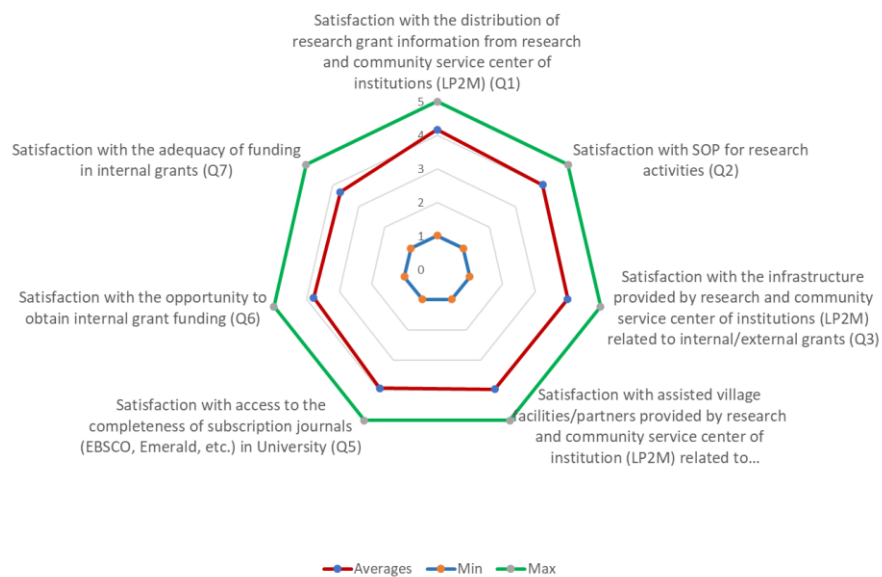 Satisfaction with the distribution of
research grant information from research
and community service center of
institutions (LP2M) (Q1)
5
4
3
2
1
0
Satisfaction with the adequacy of funding
in internal grants (Q7)
Satisfaction with SOP for research
activities (Q2)
Satisfaction with the opportunity to
obtain internal grant funding (Q6)
Satisfaction with the infrastructure
provided by research and community
service center of institutions (LP2M)
related to internal/external grants (Q3)
Satisfaction with access to the
completeness of subscription journals
(EBSCO, Emerald, etc.) in University (Q5)
Satisfaction with assisted village
facilities/partners provided by research
and community service center of
institution (LP2M) related to…
Averages Min Max